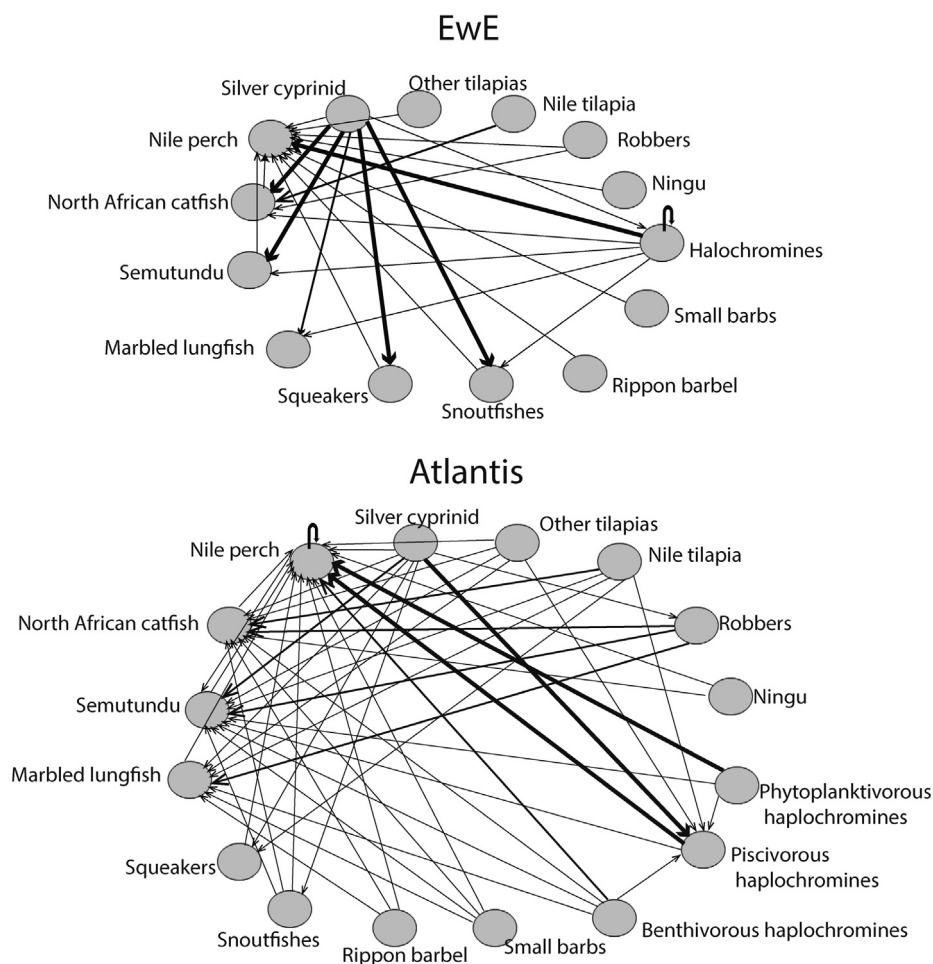 EwE
Silver cyprinid
Other tilapias
Nile tilapia
Nile perch
Robbers
North African catfish
Ningu
Halochromines
Semutundu
Small barbs
Marbled lungfish
Squeakers
Rippon barbel
Snoutfishes
Atlantis
Silver cyprinid
Other tilapias
Nile perch
Nile tilapia
North African catfish
Robbers
Semutundu
Ningu
Marbled lungfish
Phytoplanktivorous
haplochromines
Piscivorous
haplochromines
Squeakers
Snoutfishes
Rippon barbel
Small barbs
Benthivorous haplochromines